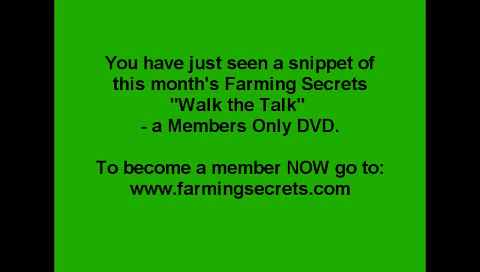 You have just seen a snippet of
this month's Farming Secrets
"Walk the Talk"
- a Members Only DVD.
To become a member NOW go to:
www.farmingsecrets.com